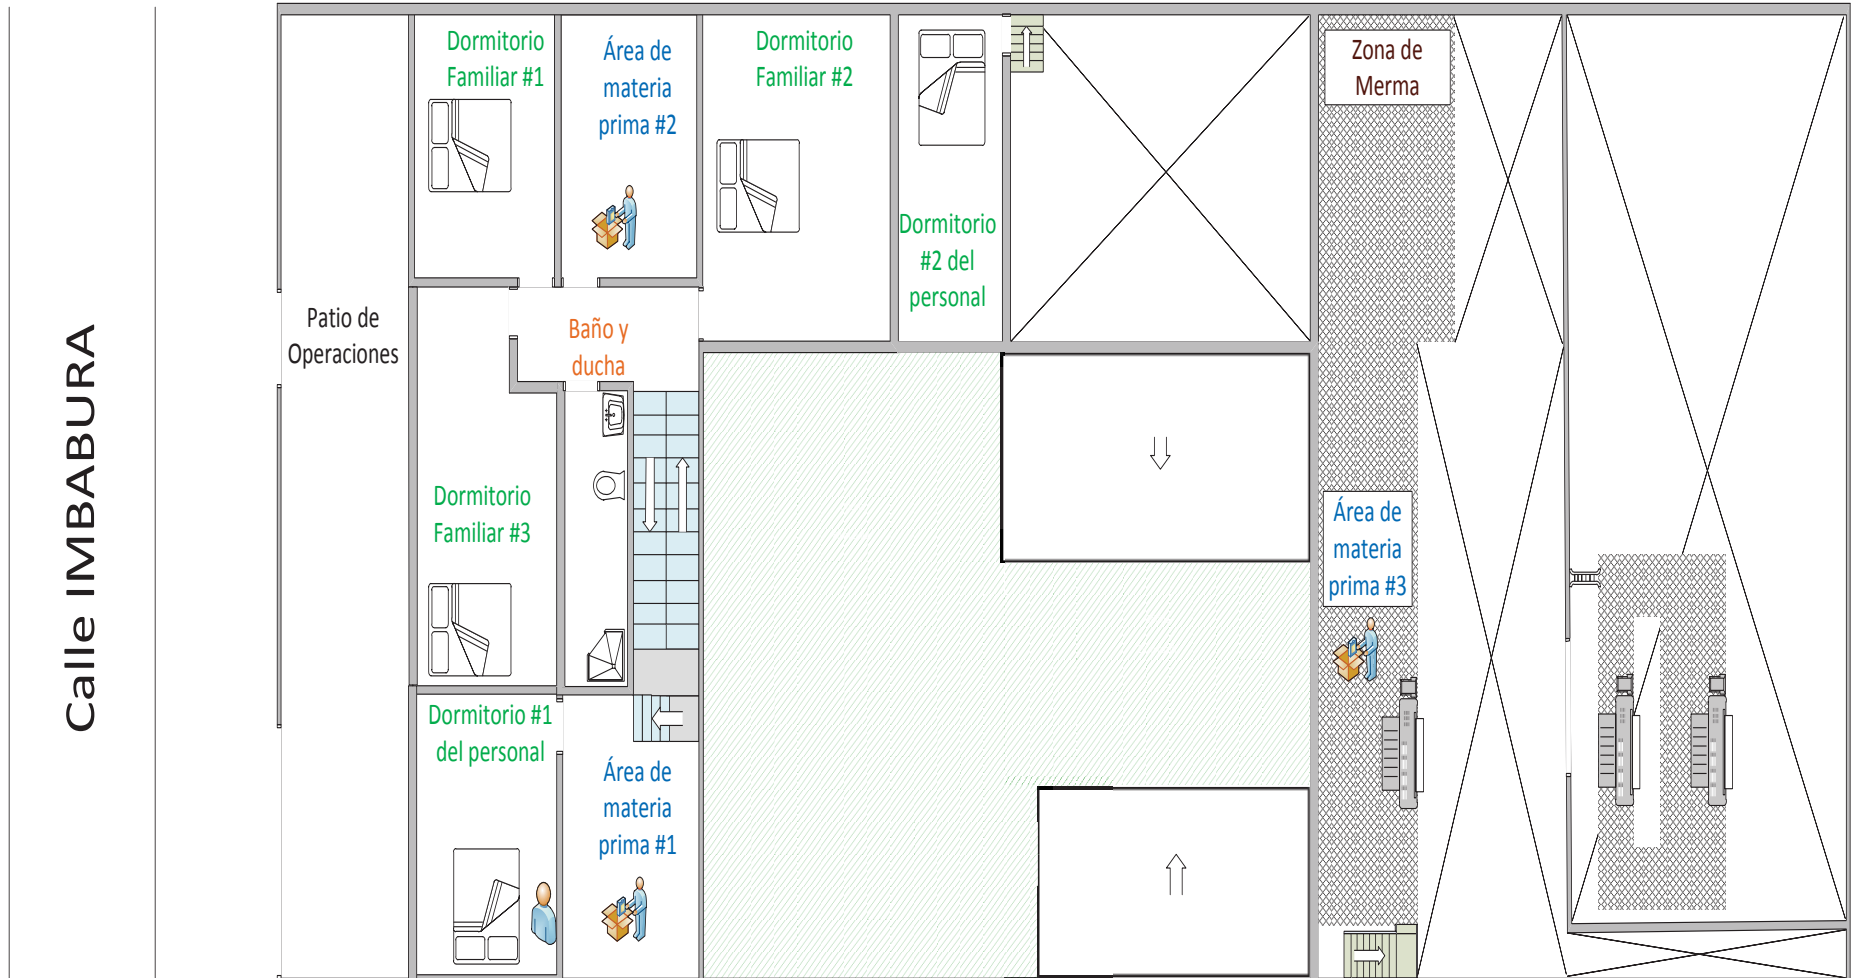 Calle IMBABURA
Patio de
Operaciones
Dormitorio
Familiar #1
Área de
materia
prima #2
Dormitorio
Familiar #2
Dormitorio
#2 del
personal
Zona de
Merma
Baño y
ducha
Dormitorio
Familiar #3
Área de
materia
prima #3
Dormitorio #1
del personal
Área de
materia
prima #1